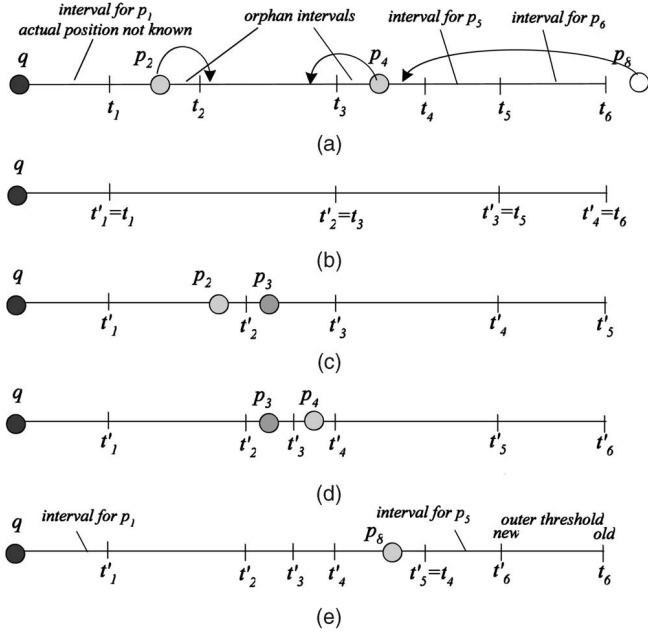 interval for p1
actual position not known
orphan intervals
interval for p5
interval for p6
q
p2
p4
p8
t1
t2
t3
t4
t5
t6
(a)
q
t'1=t1
t'2=t3
t'3=t5
t'4=t6
(b)
q
p2
p3
t'1
t'2
t'3
t'4
t'5
(c)
q
p3
p4
t'1
t'2
t'3
t'4
t'5
t'6
(d)
q
interval for p1
p8
interval for p5
outer threshold
new
old
t'1
t'2
t'3
t'4
t'5=t4
t'6
t6
(e)